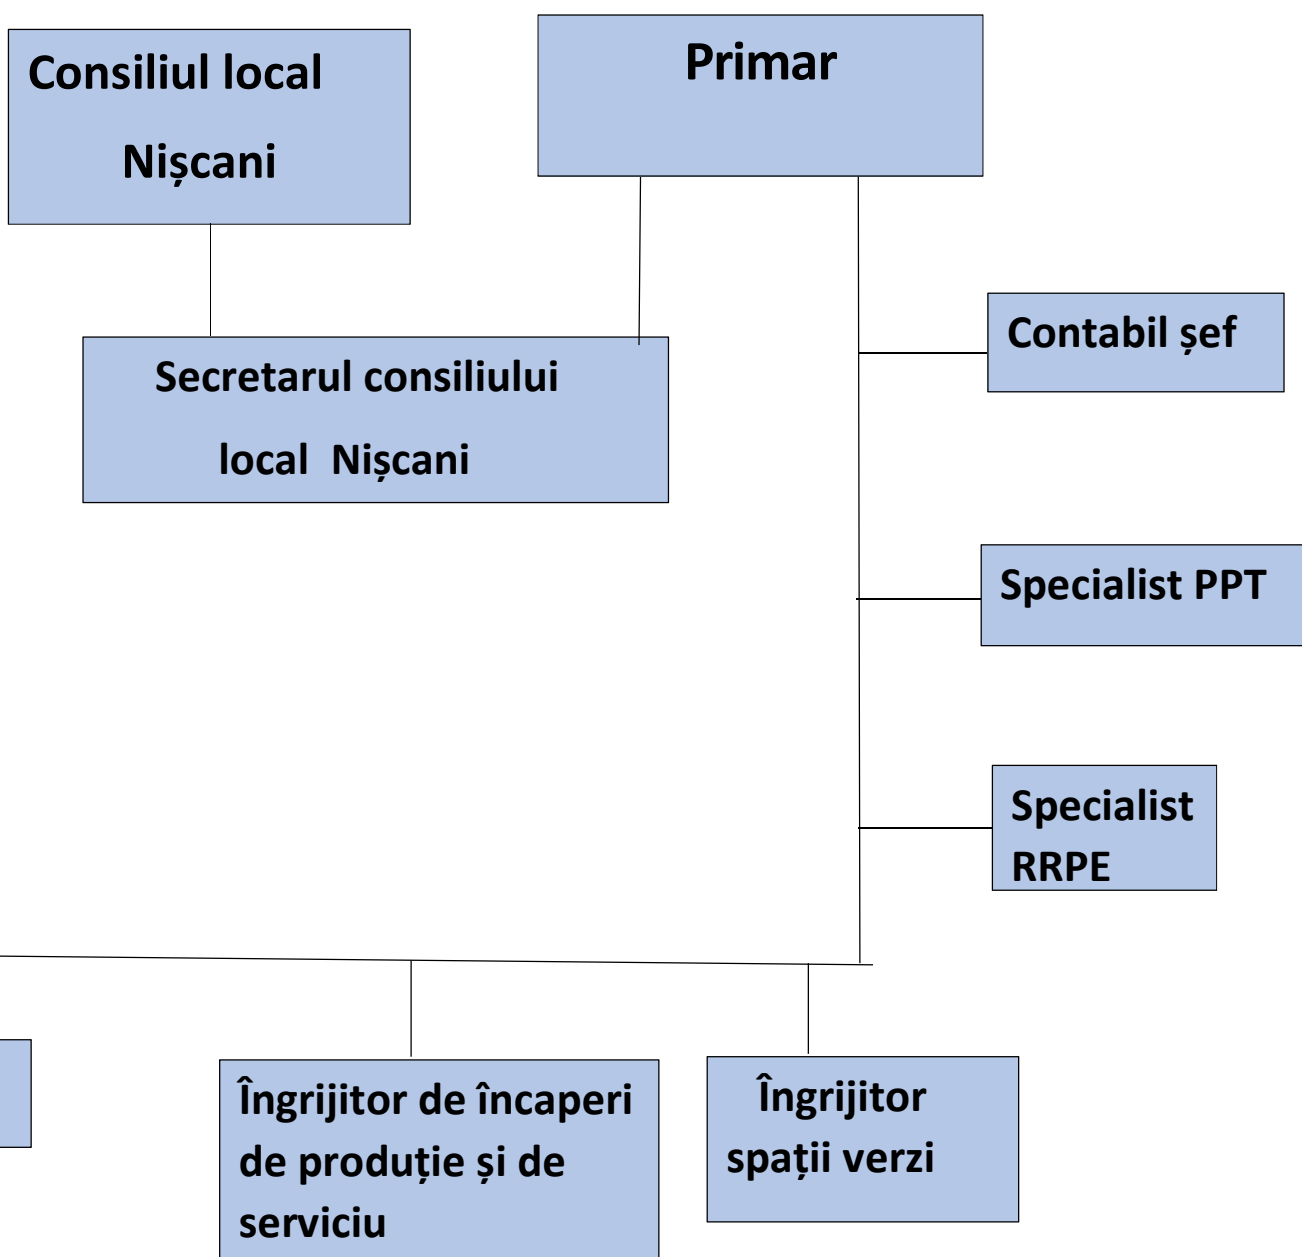 Consiliul local
Nișcani
Primar
Contabil șef
Secretarul consiliului
local Nișcani
Specialist PPT
Specialist
RRPE
Îngrijitor de încaperi
de produție și de
serviciu
Îngrijitor
spații verzi